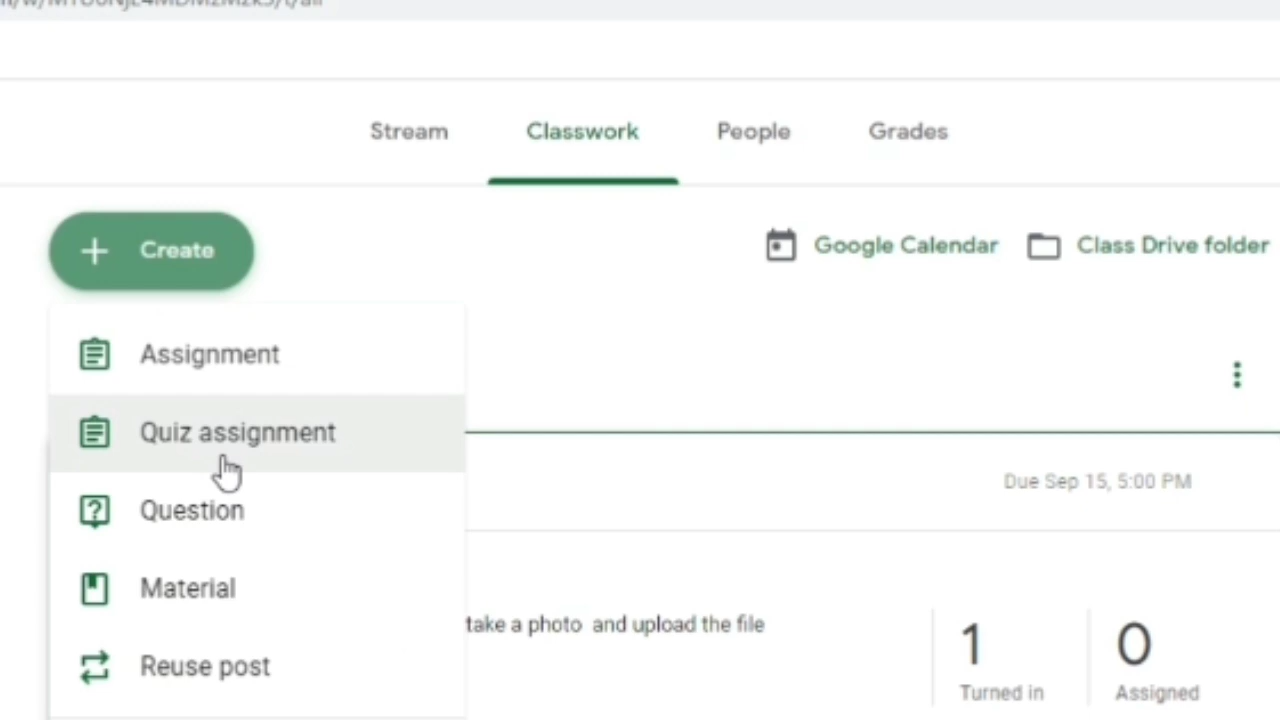 Stream
Classwork
People
Grades
Create
Google Calendar
Class Drive folder
Assignment
Quiz assignment
Due Sep 15, 5:00 PM
Question
Material
take a photo and upload the file
1
Turned in
0
Assigned
Reuse post